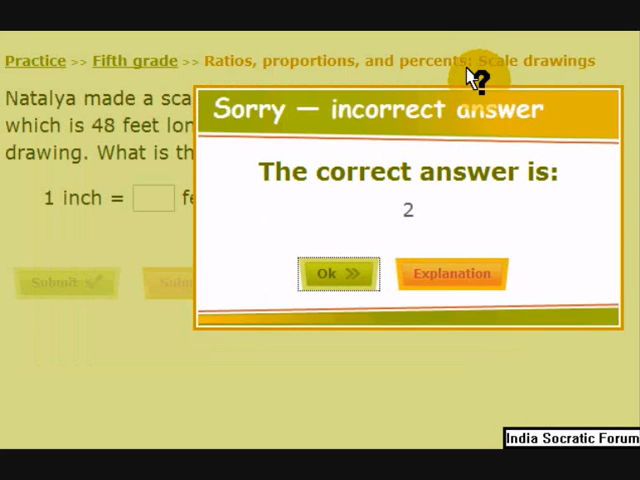 Practice >> Fifth grade >> Ratios, proportions, and percents: Scale drawings
Natalya made a sca
which is 48 feet lon
drawing. What is th
1 inch = fe
Submit
Sorry — incorrect answer
The correct answer is:
2
Ok >>
Explanation
India Socratic Forum